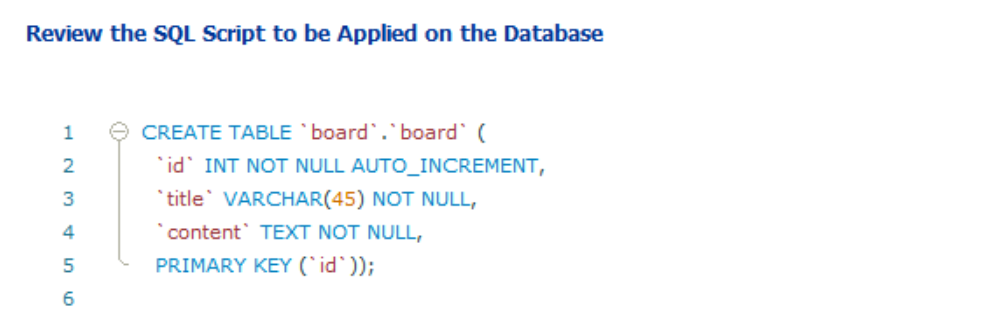 Review the SQL Script to be Applied on the Database
1 CREATE TABLE `board`.`board` (
2 `id` INT NOT NULL AUTO_INCREMENT,
3 `title` VARCHAR(45) NOT NULL,
4 `content` TEXT NOT NULL,
5 PRIMARY KEY (`id`));
6